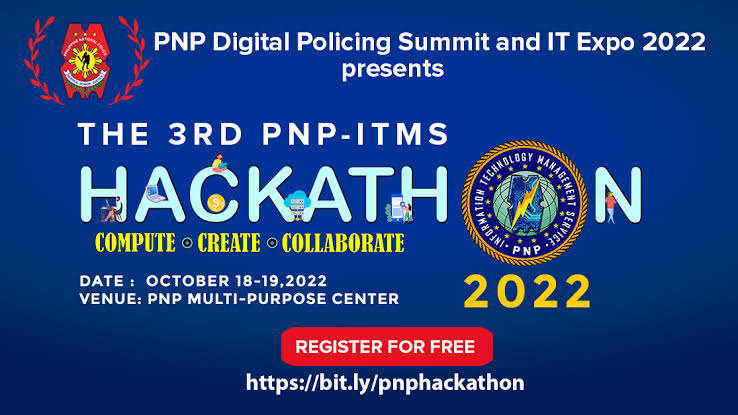 PNP Digital Policing Summit and IT Expo 2022
presents
THE 3RD PNP-ITMS
HACKATHON
INFORMATION TECHNOLOGY MANAGEMENT SERVICE
PNP
COMPUTE • CREATE • COLLABORATE
DATE : OCTOBER 18-19,2022
VENUE: PNP MULTI-PURPOSE CENTER
2022
REGISTER FOR FREE
https://bit.ly/pnphackathon